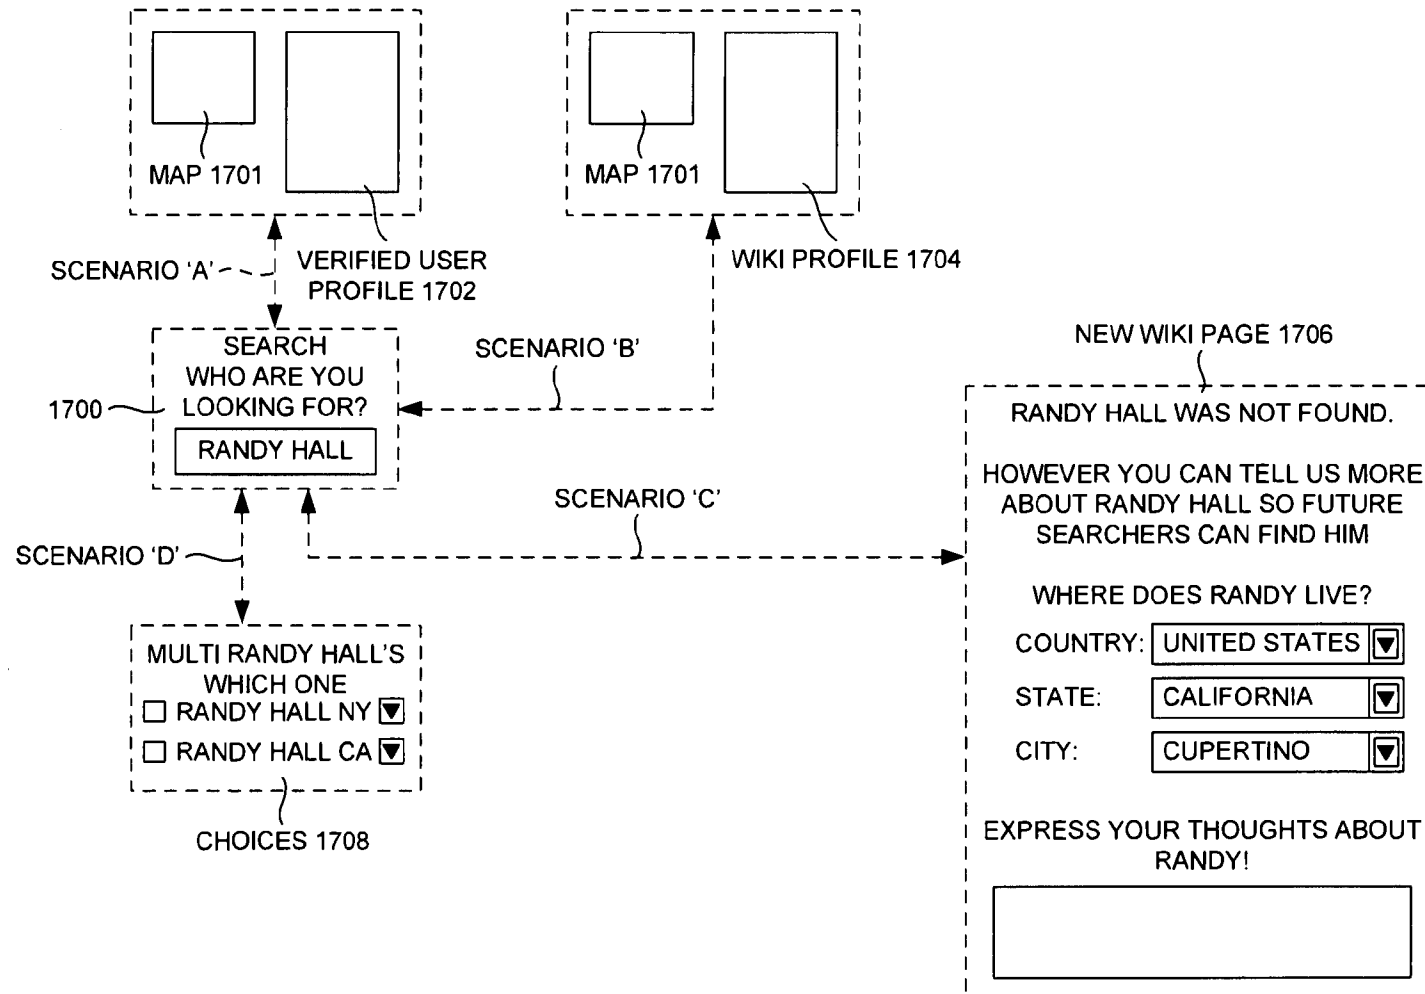 MAP 1701
MAP 1701
SCENARIO 'A'
VERIFIED USER
PROFILE 1702
WIKI PROFILE 1704
SEARCH
WHO ARE YOU
LOOKING FOR?
RANDY HALL
1700
SCENARIO 'B'
SCENARIO 'C'
SCENARIO 'D'
MULTI RANDY HALL'S
WHICH ONE
RANDY HALL NY
RANDY HALL CA
CHOICES 1708
NEW WIKI PAGE 1706
RANDY HALL WAS NOT FOUND.
HOWEVER YOU CAN TELL US MORE
ABOUT RANDY HALL SO FUTURE
SEARCHERS CAN FIND HIM
WHERE DOES RANDY LIVE?
COUNTRY: UNITED STATES
STATE: CALIFORNIA
CITY: CUPERTINO
EXPRESS YOUR THOUGHTS ABOUT
RANDY!